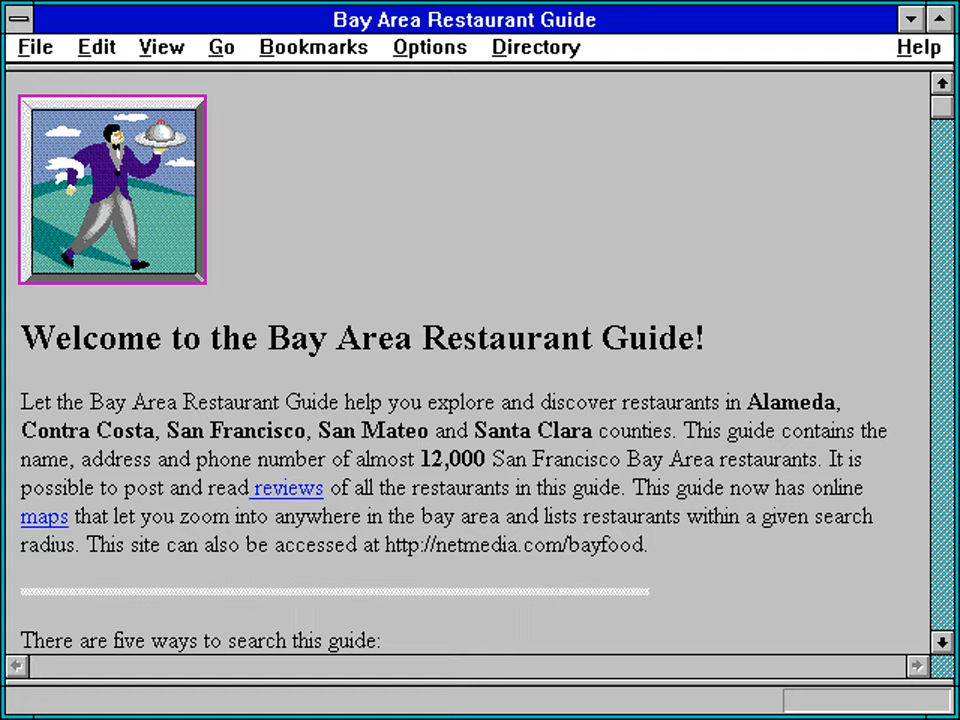 Bay Area Restaurant Guide
File Edit View Go Bookmarks Options Directory Help
Welcome to the Bay Area Restaurant Guide!
Let the Bay Area Restaurant Guide help you explore and discover restaurants in Alameda,
Contra Costa, San Francisco, San Mateo and Santa Clara counties. This guide contains the
name, address and phone number of almost 12,000 San Francisco Bay Area restaurants. It is
possible to post and read reviews of all the restaurants in this guide. This guide now has online
maps that let you zoom into anywhere in the bay area and lists restaurants within a given search
radius. This site can also be accessed at http://netmedia.com/bayfood.
There are five ways to search this guide: